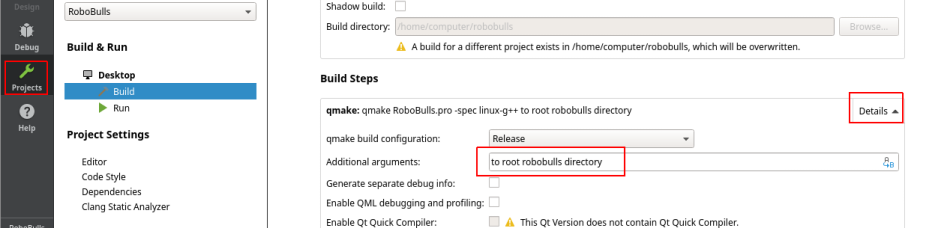 Design
Debug
Projects
Help
RoboBulls
RoboBulls
Build & Run
Desktop
Build
Run
Project Settings
Editor
Code Style
Dependencies
Clang Static Analyzer
Shadow build:
Build directory: /home/computer/robobulls Browse...
A build for a different project exists in /home/computer/robobulls, which will be overwritten.
Build Steps
qmake: qmake RoboBulls.pro -spec linux-g++ to root robobulls directory Details
qmake build configuration: Release
Additional arguments: to root robobulls directory
Generate separate debug info:
Enable QML debugging and profiling:
Enable Qt Quick Compiler: This Qt Version does not contain Qt Quick Compiler.